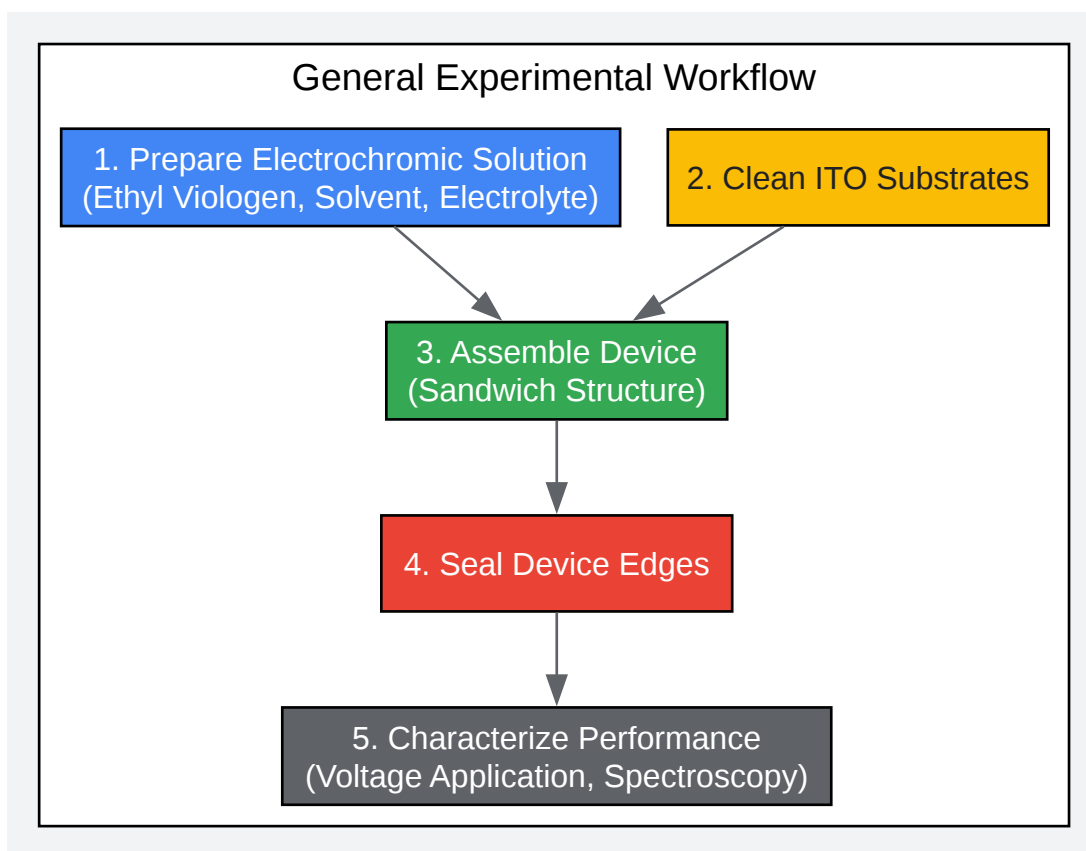 General Experimental Workflow
1. Prepare Electrochromic Solution
(Ethyl Viologen, Solvent, Electrolyte)
2. Clean ITO Substrates
3. Assemble Device
(Sandwich Structure)
4. Seal Device Edges
5. Characterize Performance
(Voltage Application, Spectroscopy)